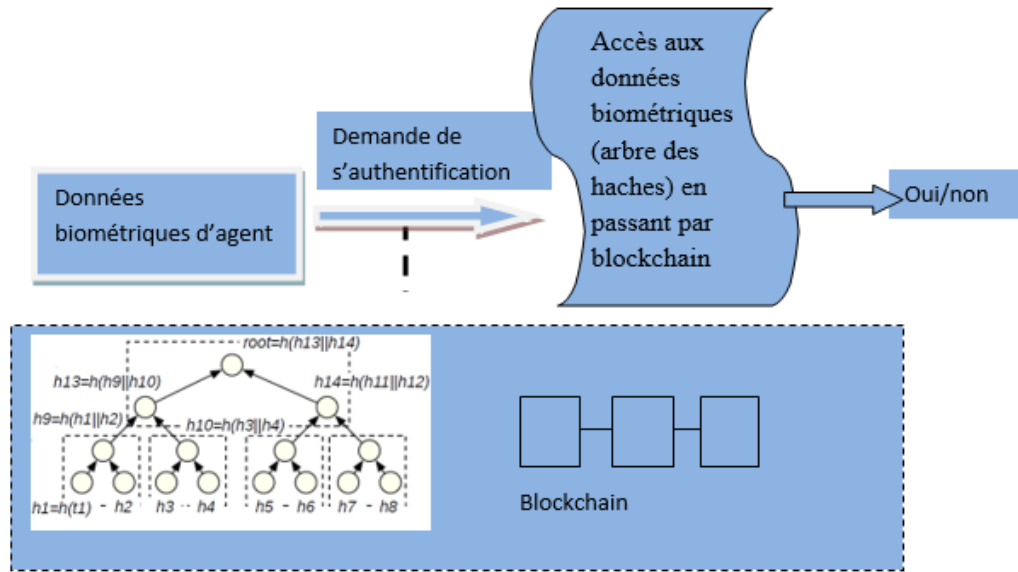 Accès aux
données
biométriques
(arbre des
haches) en
passant par
blockchain
Demande de
s'authentification
Données
biométriques d'agent
Oui/non
root=h(h13||h14)
h13=h(h9||h10)
h14=h(h11||h12)
h9=h(h1||h2)
h10=h(h3||h4)
h1=h(t1) - h2 h3 -- h4 h5 - h6 h7 - h8
Blockchain